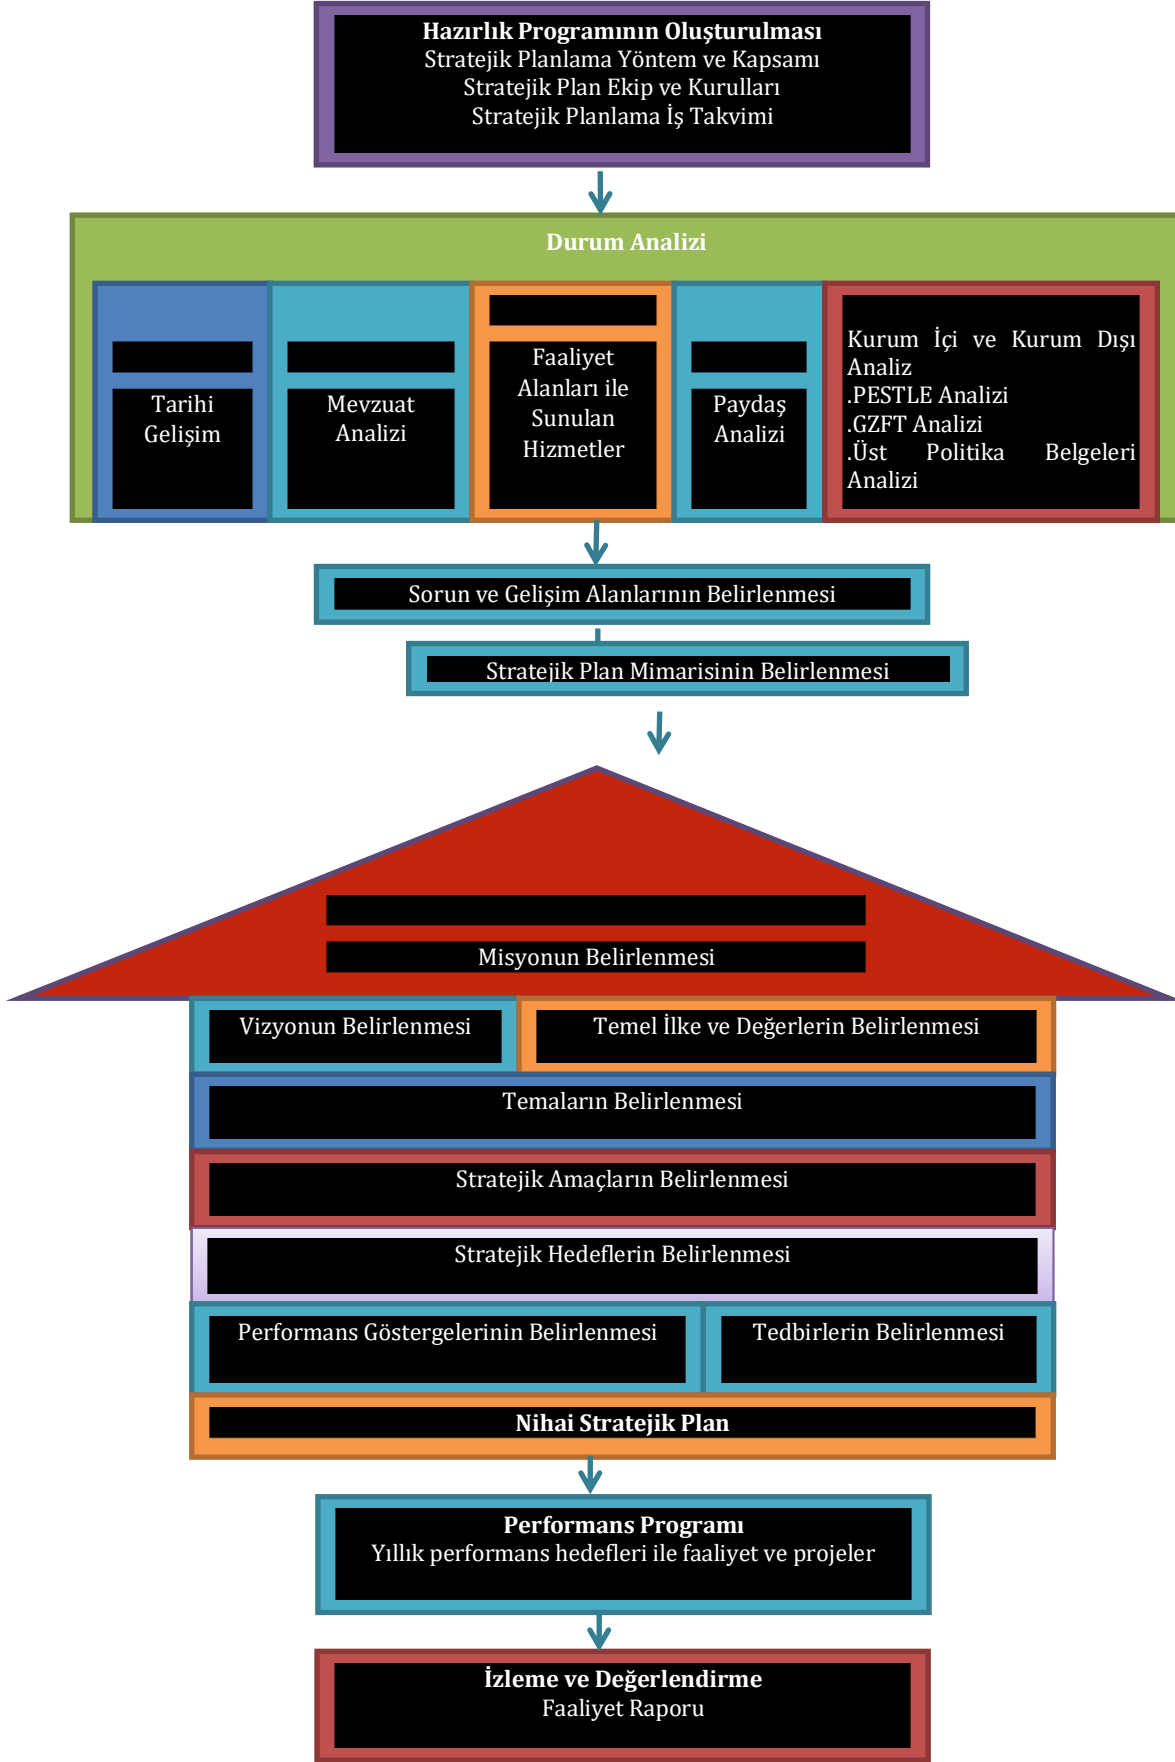 Hazırlık Programının Oluşturulması
Stratejik Planlama Yöntem ve Kapsamı
Stratejik Plan Ekip ve Kurulları
Stratejik Planlama İş Takvimi
Durum Analizi
Tarihi
Gelişim
Mevzuat
Analizi
Faaliyet
Alanları ile
Sunulan
Hizmetler
Paydaş
Analizi
Kurum İçi ve Kurum Dışı
Analiz
.PESTLE Analizi
.GZFT Analizi
.Üst Politika Belgeleri
Analizi
Sorun ve Gelişim Alanlarının Belirlenmesi
Stratejik Plan Mimarisinin Belirlenmesi
Misyonun Belirlenmesi
Vizyonun Belirlenmesi
Temel İlke ve Değerlerin Belirlenmesi
Temaların Belirlenmesi
Stratejik Amaçların Belirlenmesi
Stratejik Hedeflerin Belirlenmesi
Performans Göstergelerinin Belirlenmesi
Tedbirlerin Belirlenmesi
Nihai Stratejik Plan
Performans Programı
Yıllık performans hedefleri ile faaliyet ve projeler
İzleme ve Değerlendirme
Faaliyet Raporu